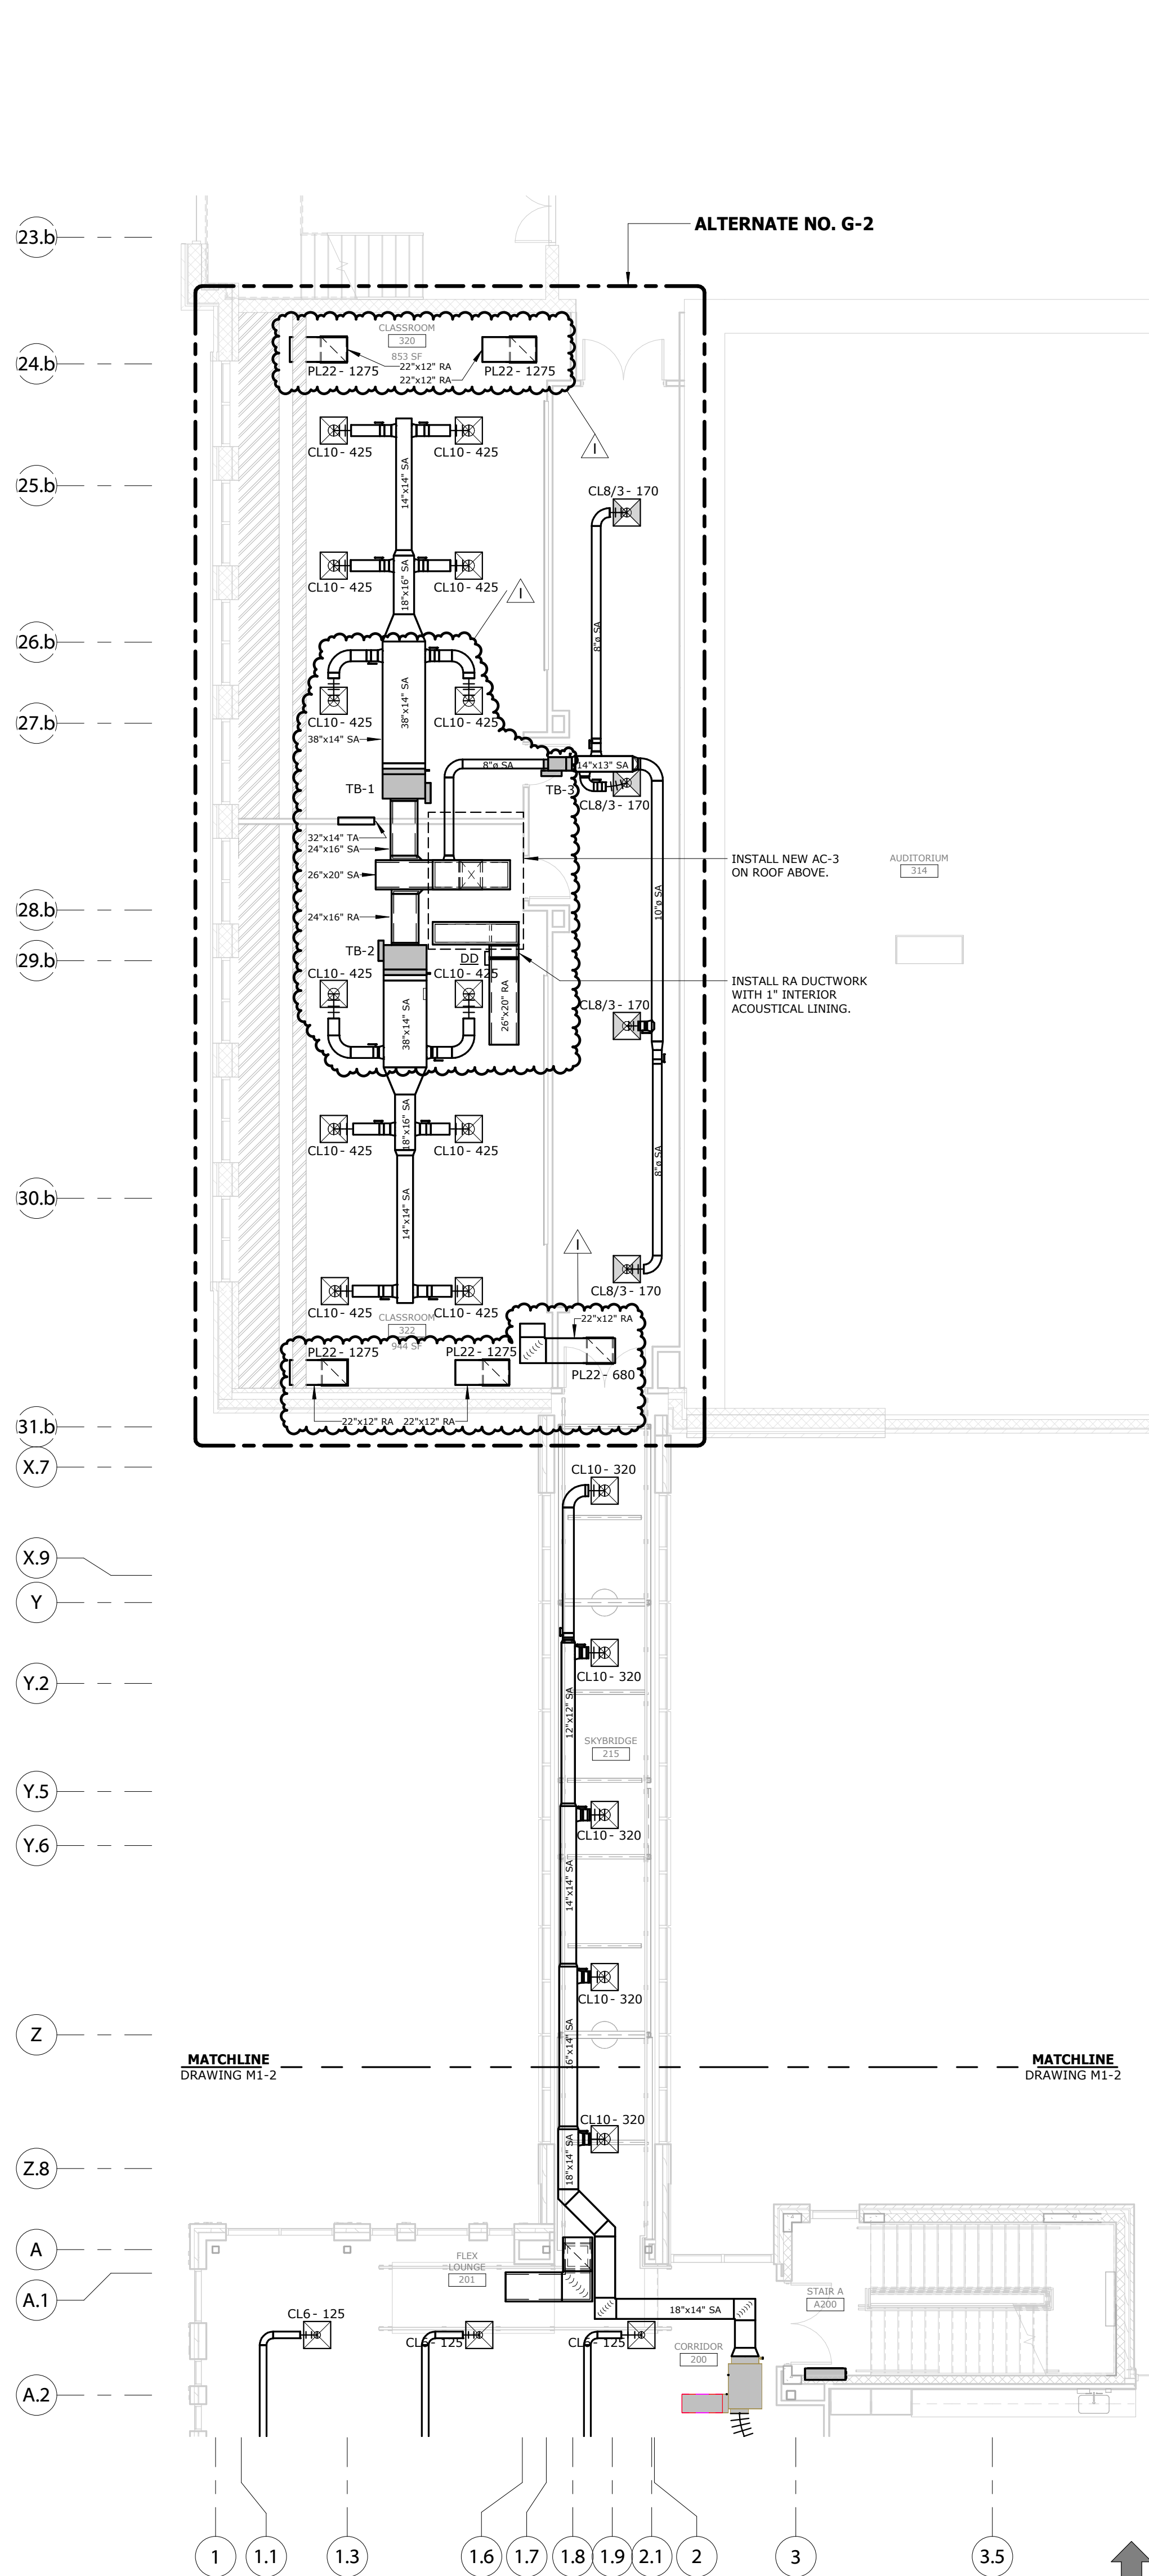 ALTERNATE NO. G-2
23.b
CLASSROOM
320
853 SF
22"x12" RA
22"x12" RA
PL22 - 1275
PL22 - 1275
24.b
CL10 - 425
CL10 - 425
14"x14" SA
I
25.b
CL8/3 - 170
CL10 - 425
CL10 - 425
18"x16" SA
I
26.b
8"ø SA
CL10 - 425
CL10 - 425
38"x14" SA
27.b
38"x14" SA
8"ø SA
14"x13" SA
TB-1
TB-3
CL8/3 - 170
32"x14" TA
24"x16" SA
26"x20" SA
X
INSTALL NEW AC-3
ON ROOF ABOVE.
AUDITORIUM
314
28.b
24"x16" RA
10"ø SA
TB-2
DD
29.b
CL10 - 425
CL10 - 425
26"x20" RA
INSTALL RA DUCTWORK
WITH 1" INTERIOR
ACOUSTICAL LINING.
CL8/3 - 170
38"x14" SA
18"x16" SA
CL10 - 425
CL10 - 425
8"ø SA
30.b
14"x14" SA
I
CL8/3 - 170
CL10 - 425
CL10 - 425
CLASSROOM
322
944 SF
22"x12" RA
PL22 - 1275
PL22 - 1275
PL22 - 680
22"x12" RA
22"x12" RA
31.b
X.7
CL10 - 320
X.9
Y
CL10 - 320
Y.2
12"x12" SA
SKYBRIDGE
215
Y.5
CL10 - 320
Y.6
14"x14" SA
CL10 - 320
Z
16"x14" SA
MATCHLINE
DRAWING M1-2
MATCHLINE
DRAWING M1-2
CL10 - 320
Z.8
18"x14" SA
A
FLEX
LOUNGE
201
A.1
STAIR A
A200
18"x14" SA
CL6 - 125
CL6 - 125
CL6 - 125
CORRIDOR
200
A.2
1
1.1
1.3
1.6
1.7
1.8
1.9
2.1
2
3
3.5